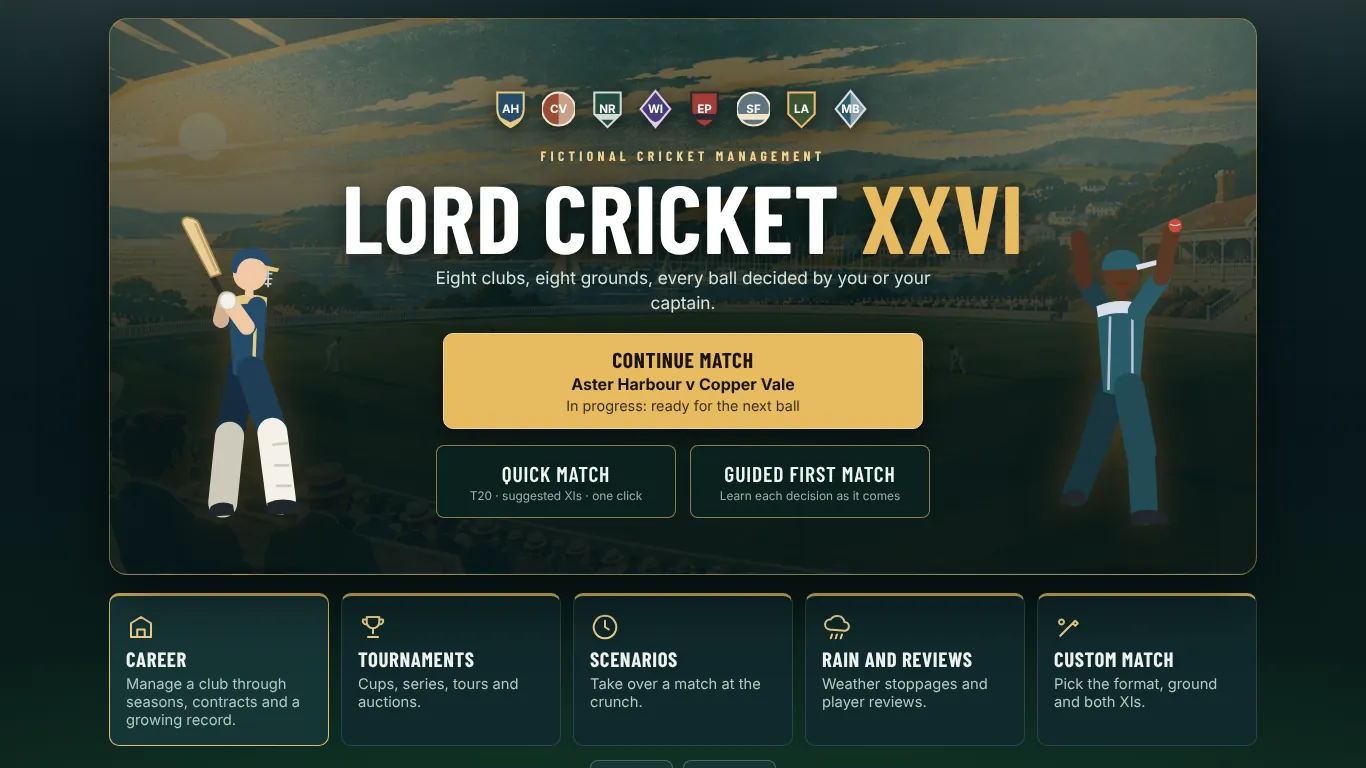 AH CV NR WI EP SF LA MB
FICTIONAL CRICKET MANAGEMENT
LORD CRICKET XXVI
Eight clubs, eight grounds, every ball decided by you or your
captain.
CONTINUE MATCH
Aster Harbour v Copper Vale
In progress: ready for the next ball
QUICK MATCH
T20 · suggested XIs · one click
GUIDED FIRST MATCH
Learn each decision as it comes
CAREER
Manage a club through
seasons, contracts and a
growing record.
TOURNAMENTS
Cups, series, tours and
auctions.
SCENARIOS
Take over a match at the
crunch.
RAIN AND REVIEWS
Weather stoppages and
player reviews.
CUSTOM MATCH
Pick the format, ground
and both XIs.